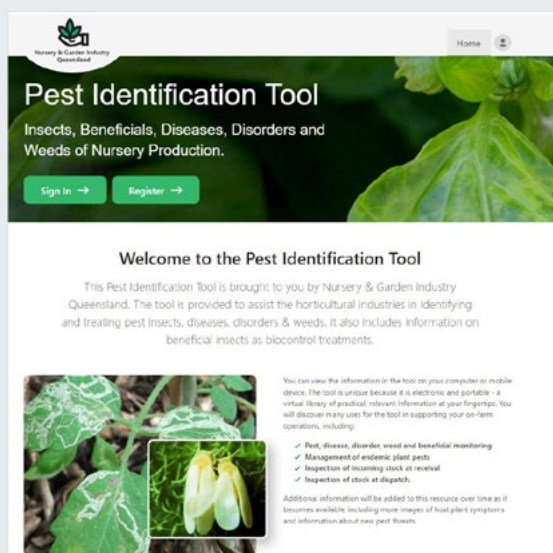 Nursery & Garden Industry
Queensland
Home
Pest Identification Tool
Insects, Beneficials, Diseases, Disorders and
Weeds of Nursery Production.
Sign In →
Register →
Welcome to the Pest Identification Tool
This Pest Identification Tool is brought to you by Nursery & Garden Industry
Queensland. The tool is provided to assist the horticultural industries in identifying
and treating pest insects, diseases, disorders & weeds. It also includes information on
beneficial insects as biocontrol treatments.
You can view the information in the tool on your computer or mobile
device. The tool is unique because it is electronic and portable - a
virtual library of practical, relevant information at your fingertips. You
will discover many uses for the tool in supporting your on-farm
operations, including:
✓ Pest, disease, disorder, weed and beneficial monitoring
✓ Management of endemic plant pests
✓ Inspection of incoming stock at receival
✓ Inspection of stock at dispatch.
Additional information will be added to this resource over time as it
becomes available including more images of host plant symptoms
and information about new pest threats.